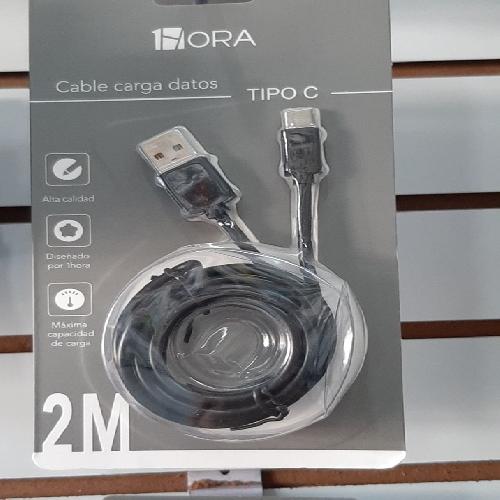 1HORA
Cable carga datos
TIPO C
Alta calidad
Diseñado
por 1hora
Máxima
capacidad
de carga
2M